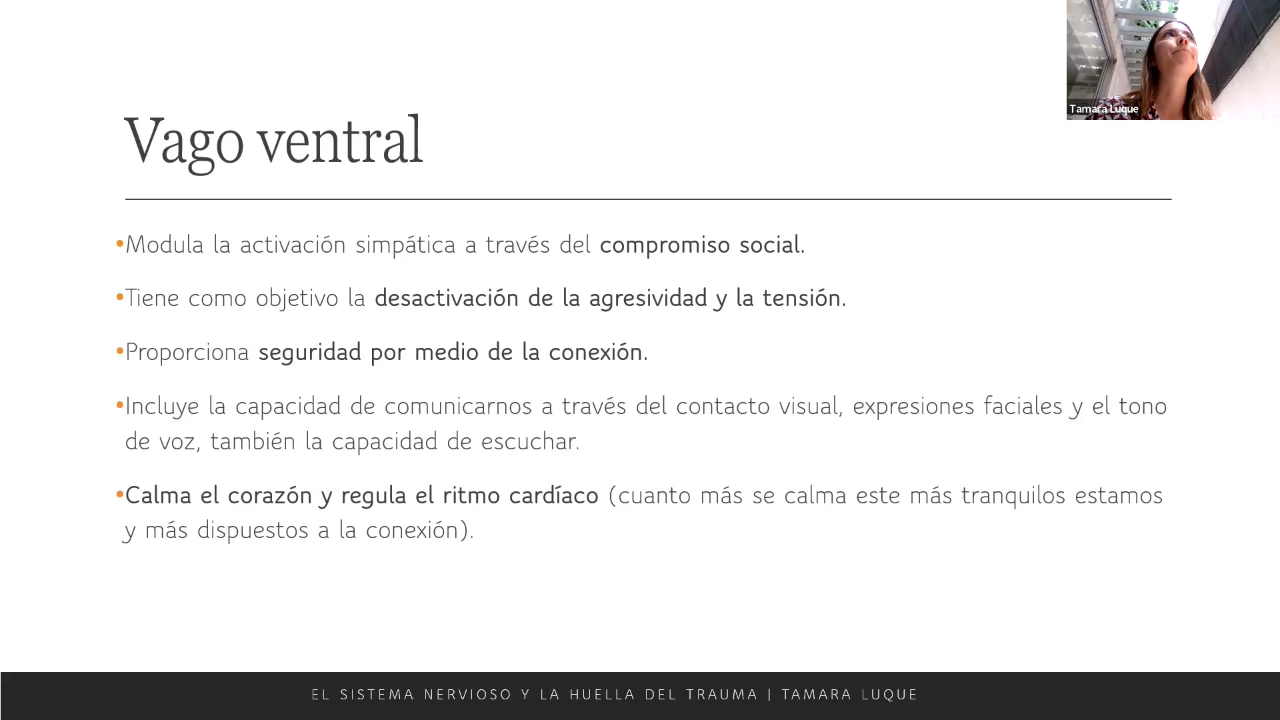 Tamara Luque
Vago ventral
•Modula la activación simpática a través del compromiso social.
•Tiene como objetivo la desactivación de la agresividad y la tensión.
•Proporciona seguridad por medio de la conexión.
•Incluye la capacidad de comunicarnos a través del contacto visual, expresiones faciales y el tono
de voz, también la capacidad de escuchar.
•Calma el corazón y regula el ritmo cardíaco (cuanto más se calma este más tranquilos estamos
y más dispuestos a la conexión).
EL SISTEMA NERVIOSO Y LA HUELLA DEL TRAUMA | TAMARA LUQUE